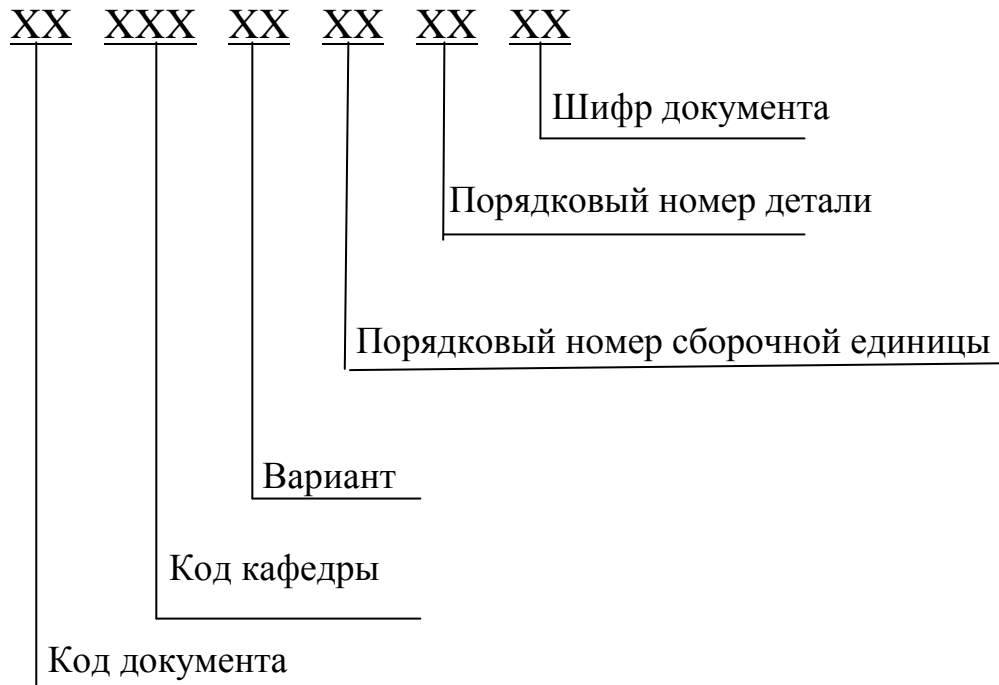 XX XXX XX XX XX XX
Шифр документа
Порядковый номер детали
Порядковый номер сборочной единицы
Вариант
Код кафедры
Код документа